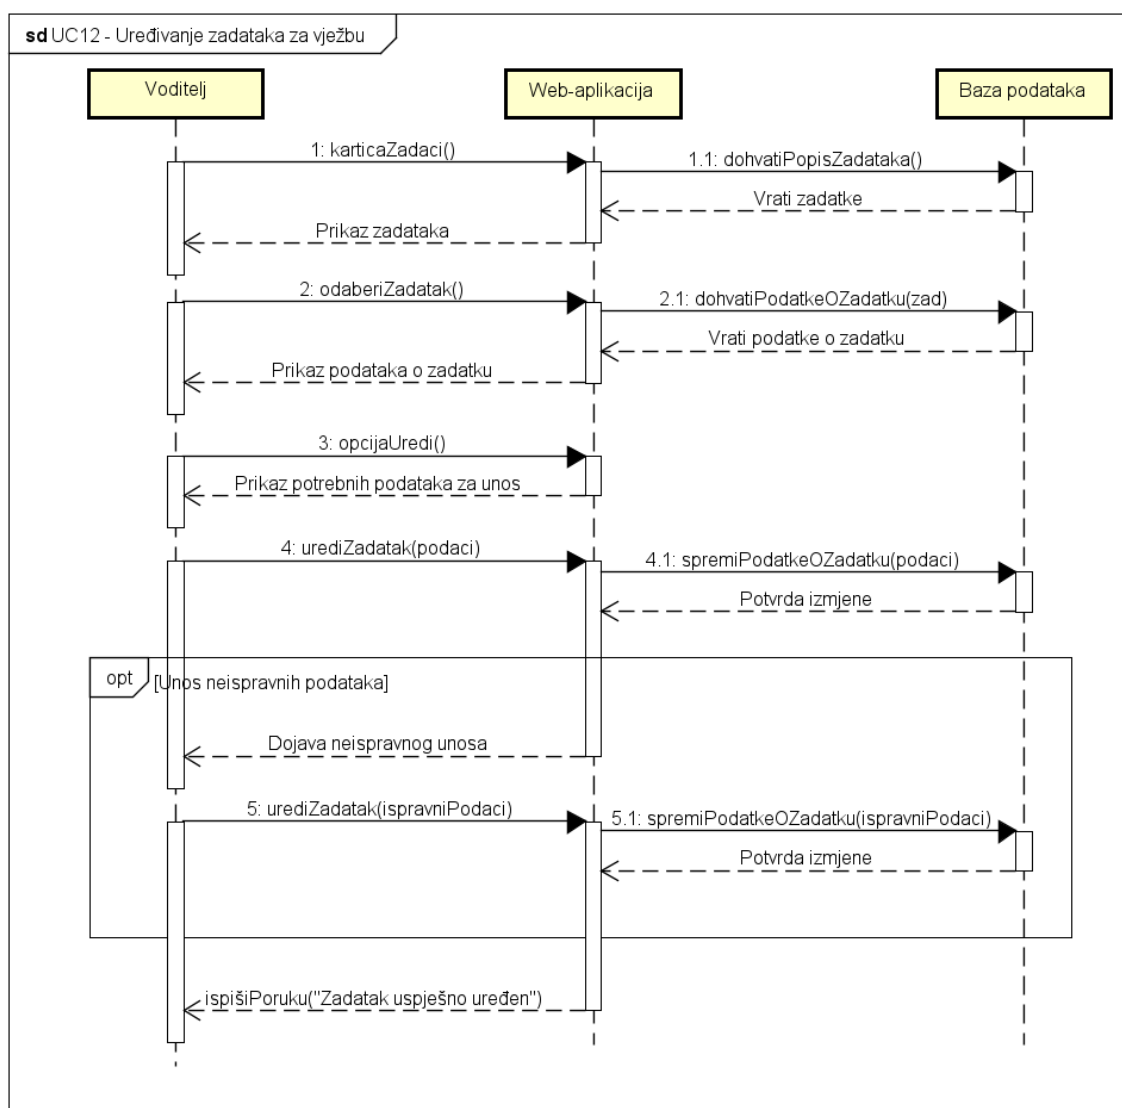 sd UC12 - Uređivanje zadataka za vježbu
Voditelj
Web-aplikacija
Baza podataka
1: karticaZadaci()
1.1: dohvatiPopisZadataka()
Vrati zadatke
Prikaz zadataka
2: odaberiZadatak()
2.1: dohvatiPodatkeOZadatku(zad)
Vrati podatke o zadatku
Prikaz podataka o zadatku
3: opcijaUredi()
Prikaz potrebnih podataka za unos
4: urediZadatak(podaci)
4.1: spremiPodatkeOZadatku(podaci)
Potvrda izmjene
opt
[Unos neispravnih podataka]
Dojava neispravnog unosa
5: urediZadatak(ispravniPodaci)
5.1: spremiPodatkeOZadatku(ispravniPodaci)
Potvrda izmjene
ispišiPoruku("Zadatak uspješno uređen")